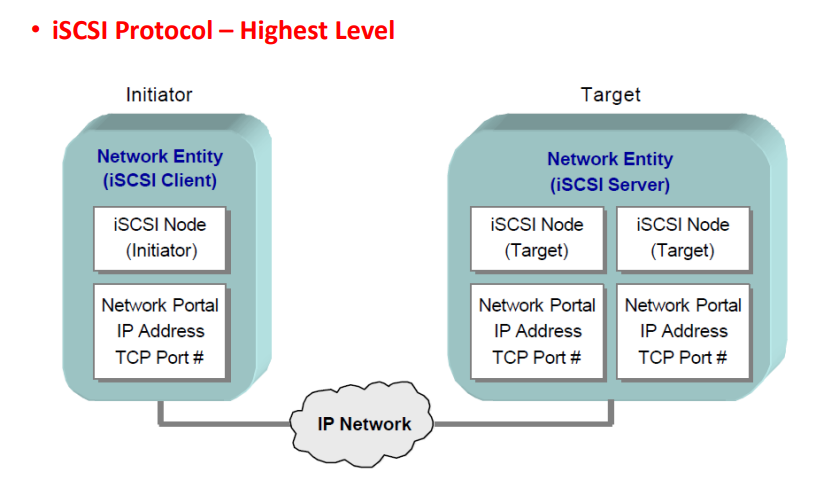 • iSCSI Protocol – Highest Level
Initiator
Network Entity
(iSCSI Client)
iSCSI Node
(Initiator)
Network Portal
IP Address
TCP Port #
Target
Network Entity
(iSCSI Server)
iSCSI Node
(Target)
iSCSI Node
(Target)
Network Portal
IP Address
TCP Port #
Network Portal
IP Address
TCP Port #
IP Network